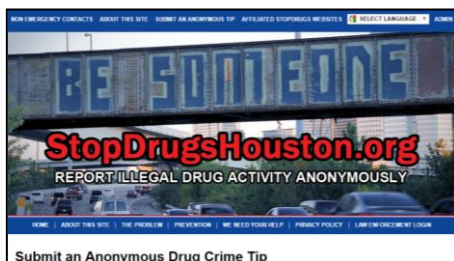 NON EMERGENCY CONTACTS ABOUT THIS SITE SUBMIT AN ANONYMOUS TIP AFFILIATED STOPDRUGS WEBSITES SELECT LANGUAGE ▼ ADMIN
BE SOMEONE
StopDrugsHouston.org
REPORT ILLEGAL DRUG ACTIVITY ANONYMOUSLY
HOME | ABOUT THIS SITE | THE PROBLEM | PREVENTION | WE NEED YOUR HELP | PRIVACY POLICY | LAW ENFORCEMENT LOGIN
Submit an Anonymous Drug Crime Tip